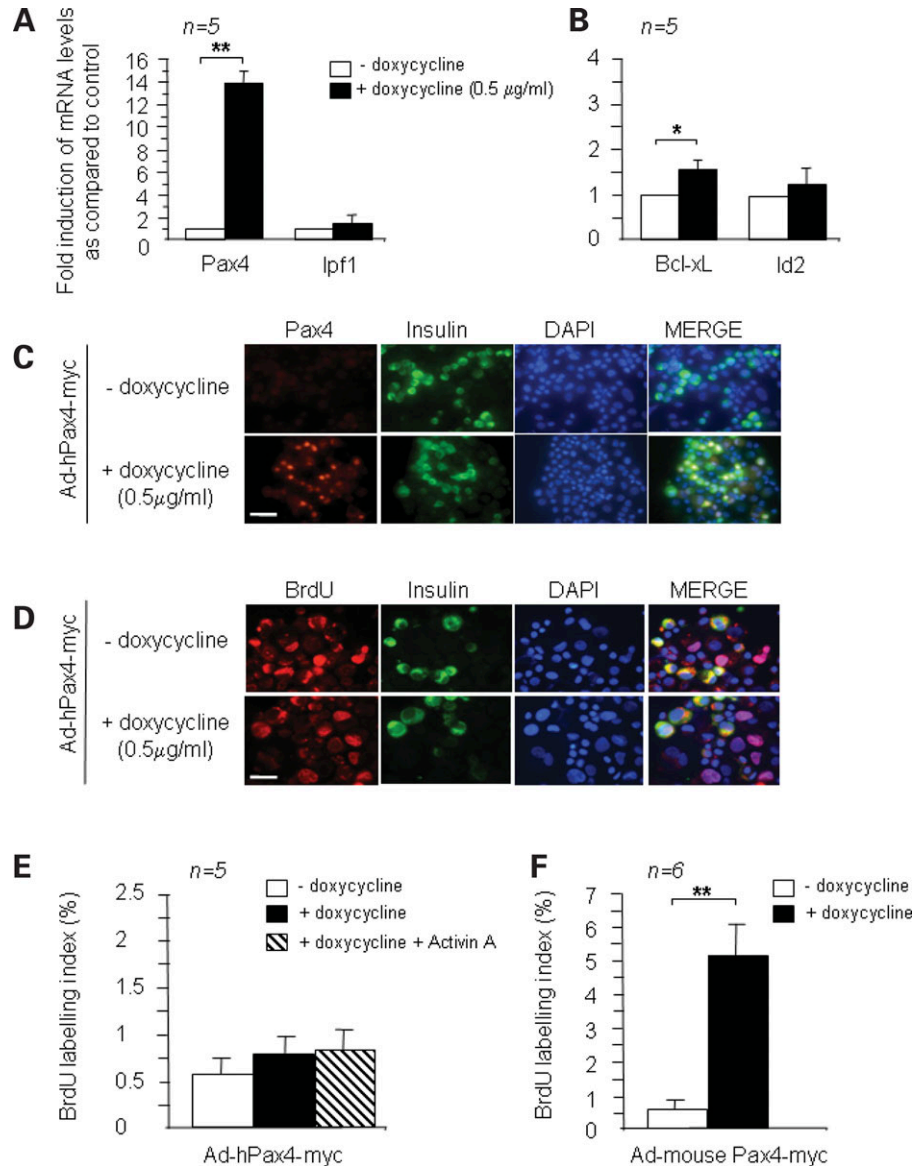 A
n=5
**
Fold induction of mRNA levels
as compared to control
16
14
12
10
8
6
4
2
0
Pax4 Ipf1
- doxycycline
+ doxycycline (0.5 µg/ml)
B
n=5
4
3
2
1
0
*
Bcl-xL Id2
C
Ad-hPax4-myc
Pax4 Insulin DAPI MERGE
- doxycycline
+ doxycycline
(0.5µg/ml)
D
Ad-hPax4-myc
BrdU Insulin DAPI MERGE
- doxycycline
+ doxycycline
(0.5µg/ml)
E
n=5
BrdU labelling index (%)
2.5
2
1.5
1
0.5
0
- doxycycline
+ doxycycline
+ doxycycline + Activin A
Ad-hPax4-myc
F
n=6
**
BrdU labelling index (%)
7
6
5
4
3
2
1
0
- doxycycline
+ doxycycline
Ad-mouse Pax4-myc